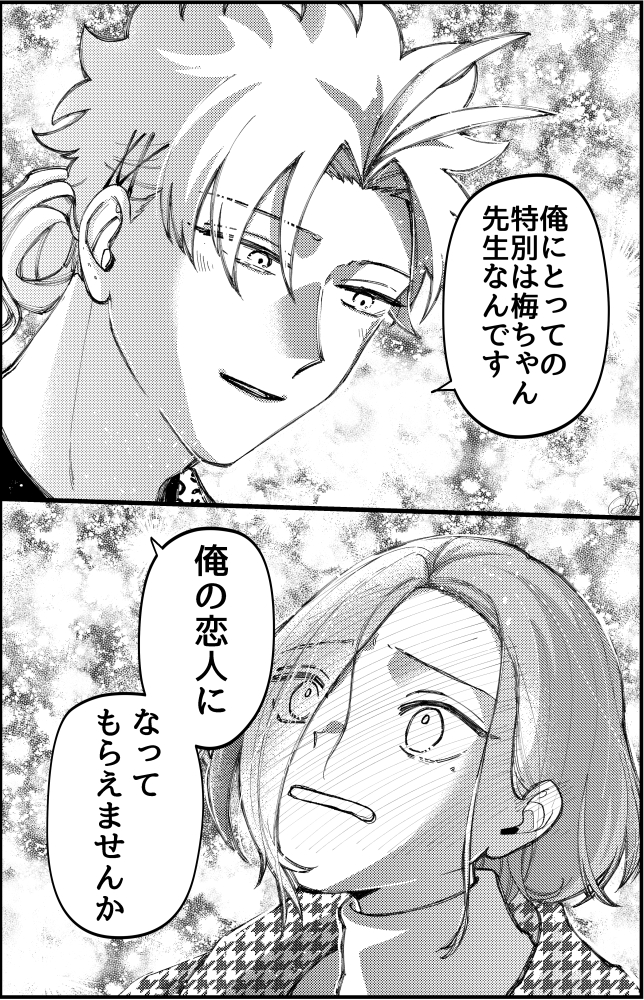 俺にとっての
特別は梅ちゃん
先生なんです
俺の恋人に
なって
もらえませんか